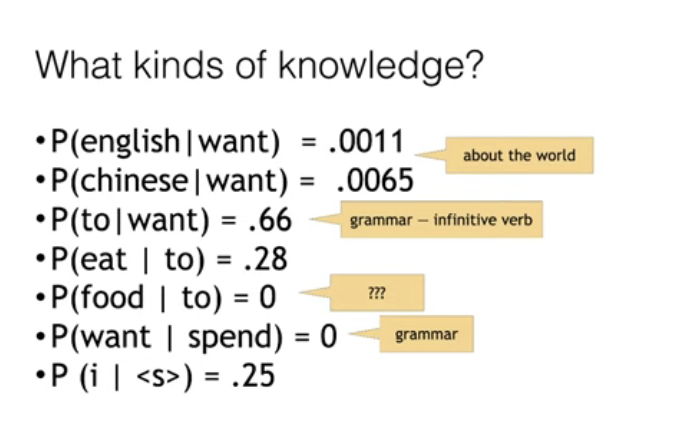 What kinds of knowledge?
•P(english|want) = .0011
about the world
•P(chinese|want) = .0065
•P(to|want) = .66
grammar – infinitive verb
•P(eat | to) = .28
•P(food | to) = 0
???
•P(want | spend) = 0
grammar
•P (i | <s>) = .25